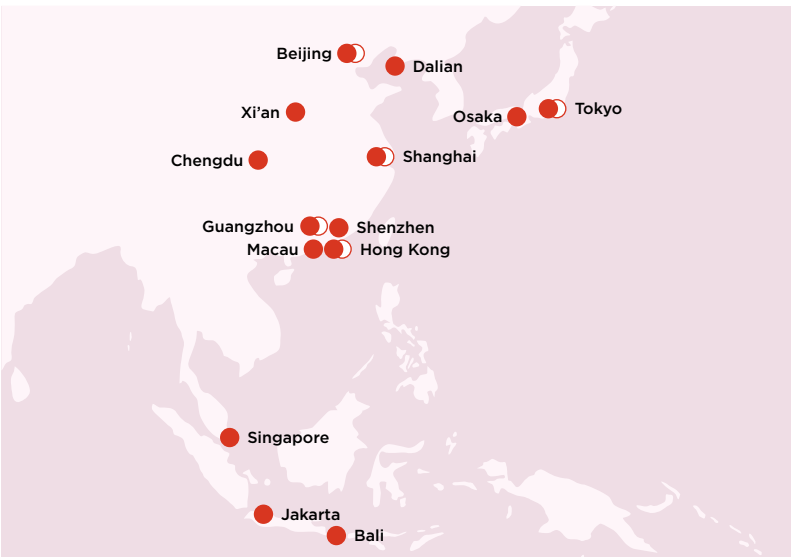 Beijing
Dalian
Xi’an
Osaka
Tokyo
Chengdu
Shanghai
Guangzhou
Shenzhen
Macau
Hong Kong
Singapore
Jakarta
Bali